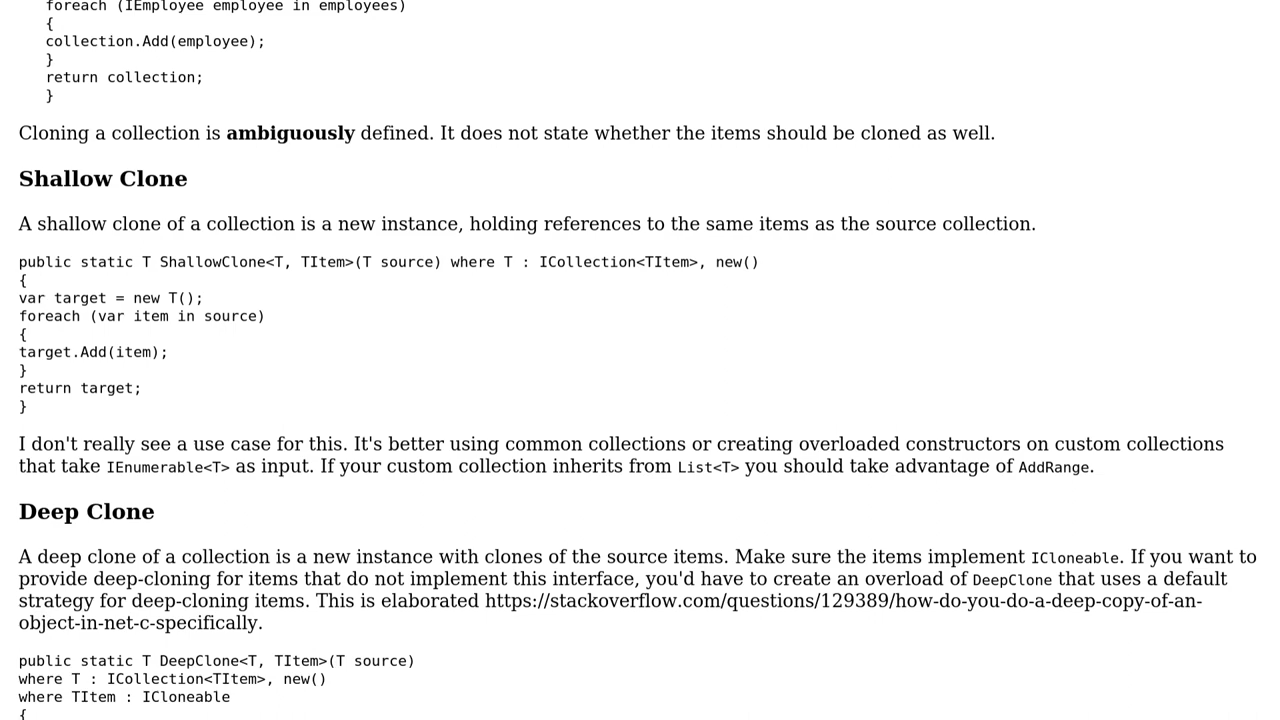 foreach (IEmployee employee in employees)
{
collection.Add(employee);
}
return collection;
}
Cloning a collection is ambiguously defined. It does not state whether the items should be cloned as well.
Shallow Clone
A shallow clone of a collection is a new instance, holding references to the same items as the source collection.
public static T ShallowClone<T, TItem>(T source) where T : ICollection<TItem>, new()
{
var target = new T();
foreach (var item in source)
{
target.Add(item);
}
return target;
}
I don't really see a use case for this. It's better using common collections or creating overloaded constructors on custom collections
that take IEnumerable<T> as input. If your custom collection inherits from List<T> you should take advantage of AddRange.
Deep Clone
A deep clone of a collection is a new instance with clones of the source items. Make sure the items implement ICloneable. If you want to
provide deep-cloning for items that do not implement this interface, you'd have to create an overload of DeepClone that uses a default
strategy for deep-cloning items. This is elaborated https://stackoverflow.com/questions/129389/how-do-you-do-a-deep-copy-of-an-
object-in-net-c-specifically.
public static T DeepClone<T, TItem>(T source)
where T : ICollection<TItem>, new()
where TItem : ICloneable
{